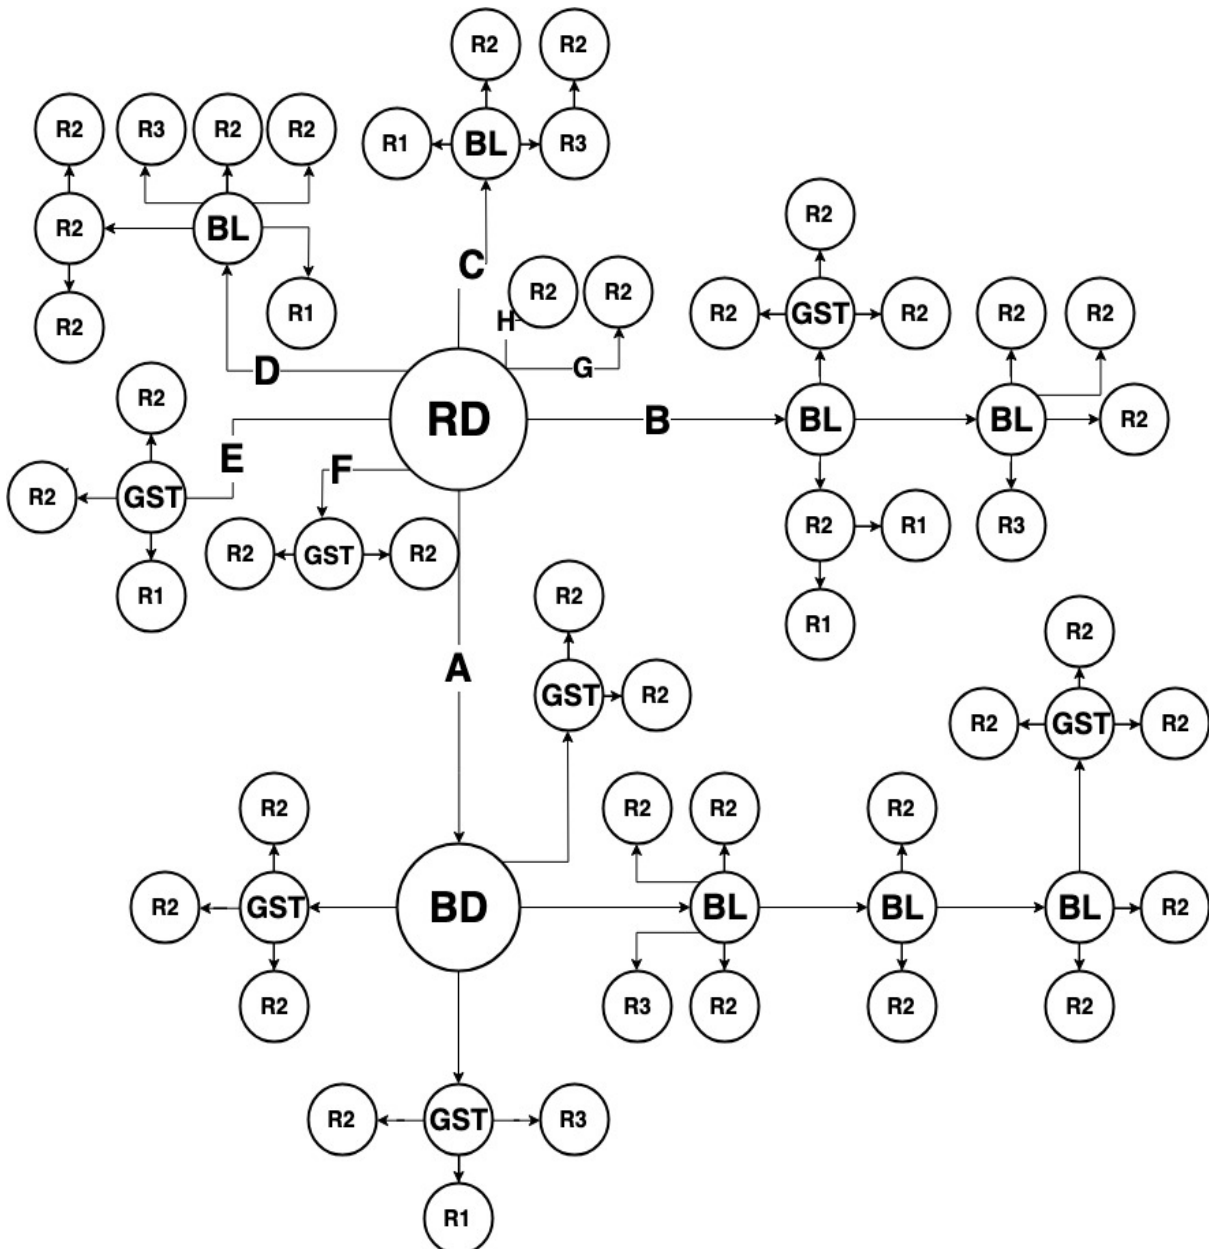 R2 R2
R2 R3 R2 R2
R1 BL R3
R2 BL
R2
C
R2 R2
R2 R1
R2 GST R2 R2 R2
H
D G
R2
RD B BL BL R2
E F
R2 GST
R2 R1 R3
R2 GST R2
R1 R2
R1
R2
A
GST R2
R2 GST R2
R2 R2 R2 R2
R2 GST BD BL BL BL R2
R2 R3 R2 R2 R2
R2 GST R3
R1